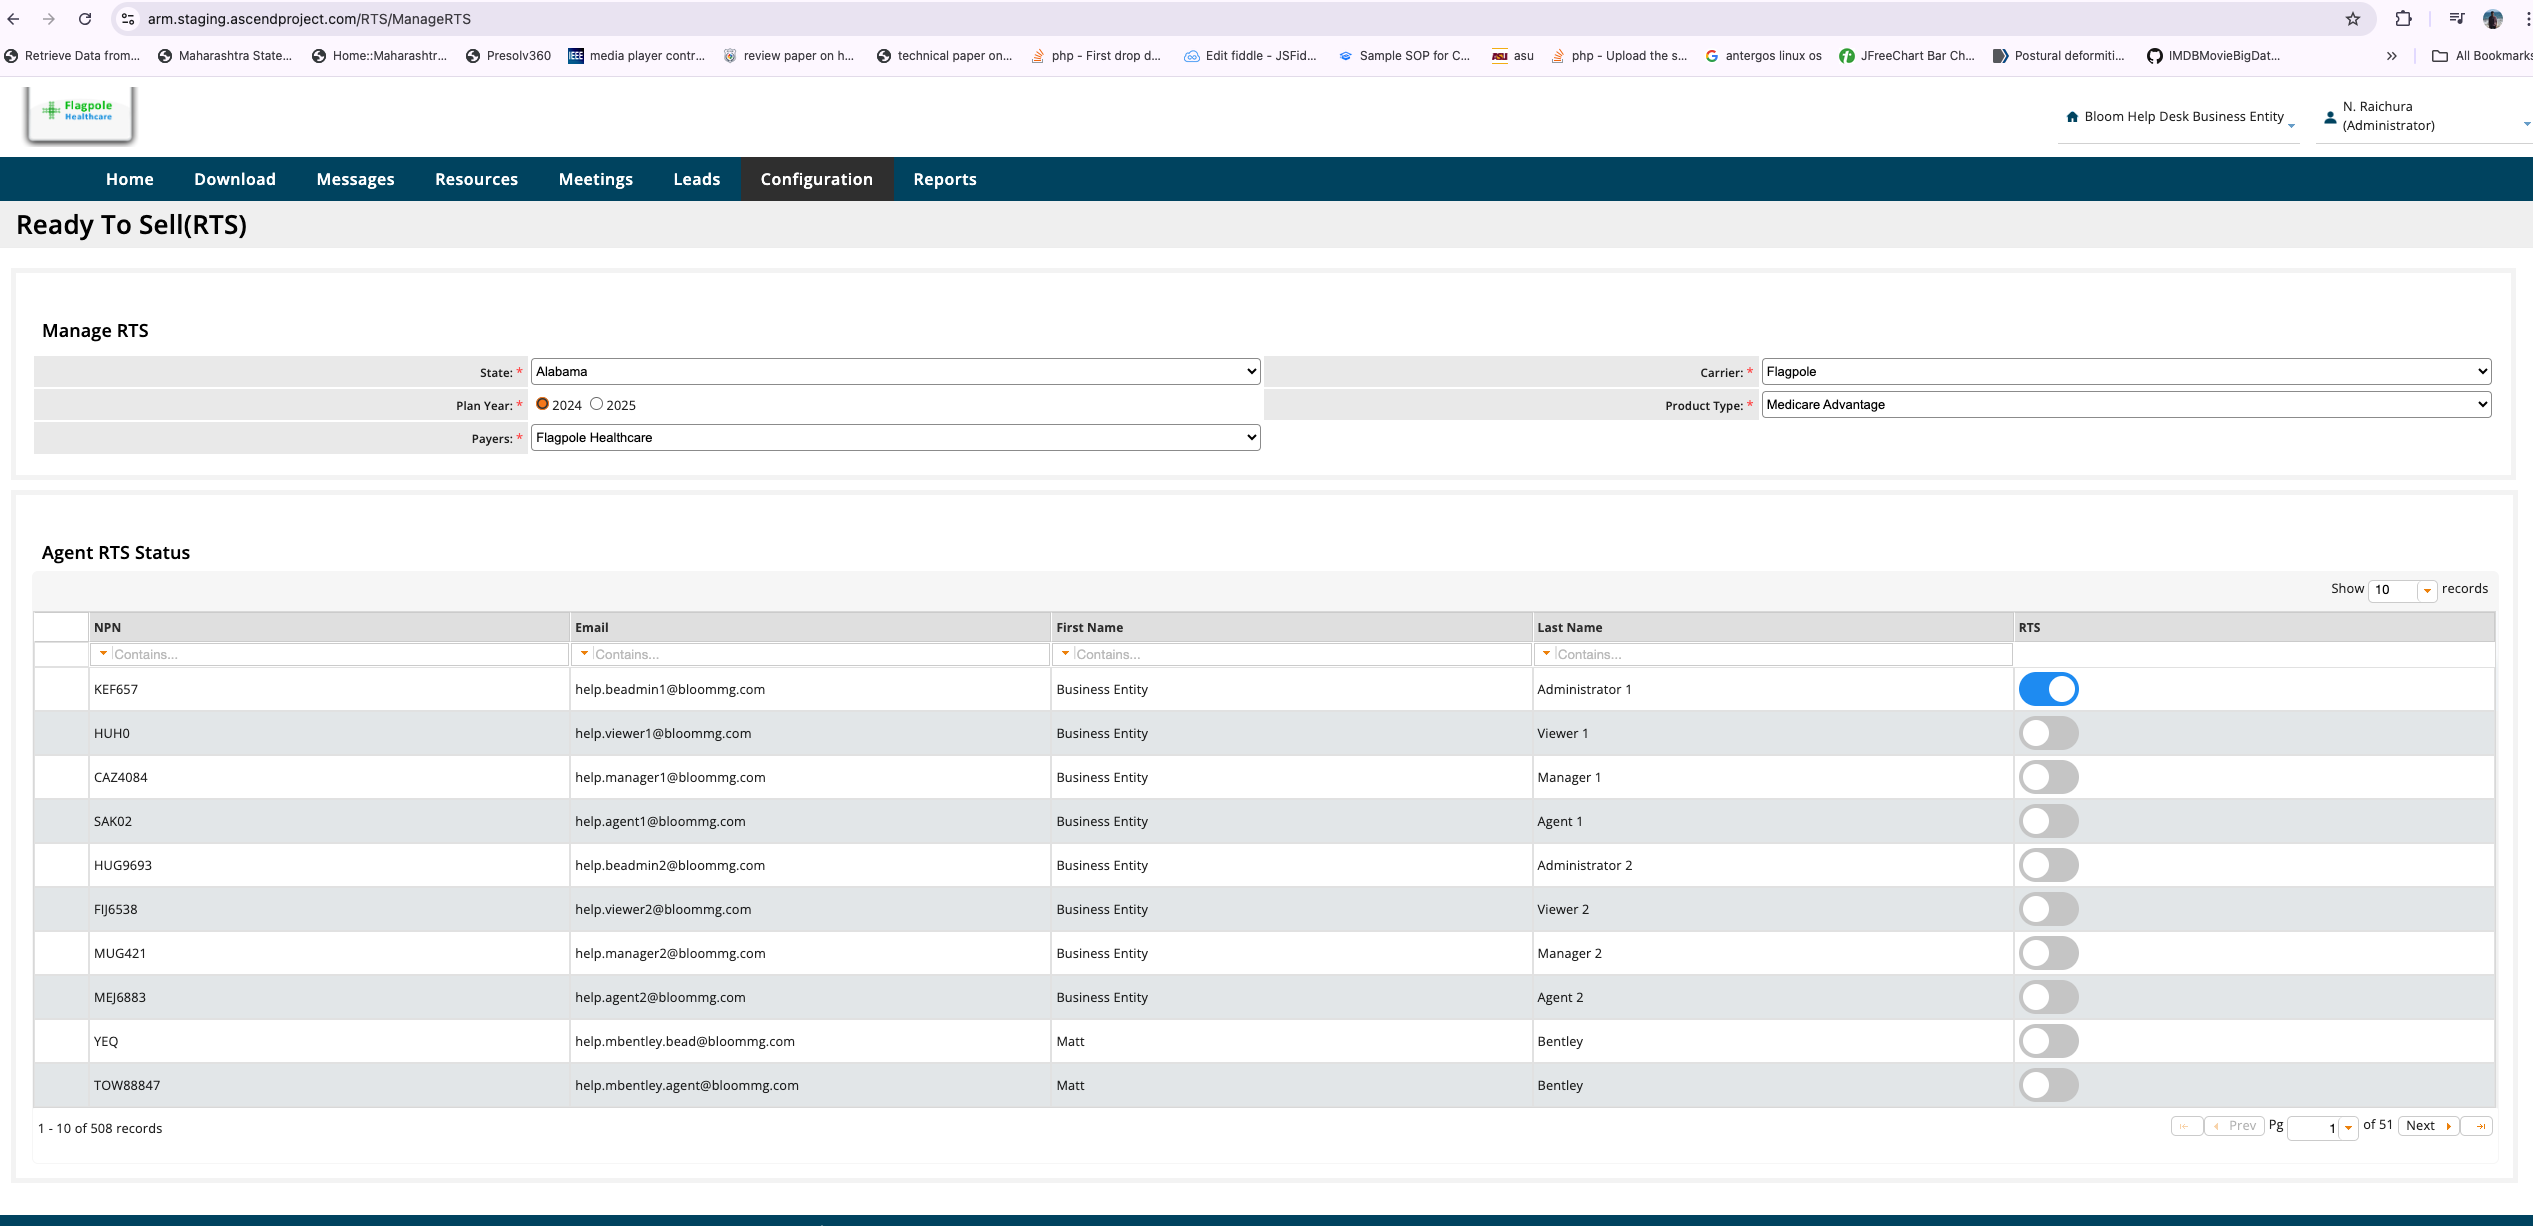 arm.staging.ascendproject.com/RTS/ManageRTS
Retrieve Data from... Maharashtra State... Home::Maharashtr... Presolv360 IEEE media player contr... review paper on h... technical paper on... php - First drop d... Edit fiddle - JSFid... Sample SOP for C... ASU asu php - Upload the s... antergos linux os JFreeChart Bar Ch... Postural deformiti... IMDBMovieBigDat... » All Bookmarks
Flagpole
Healthcare
Bloom Help Desk Business Entity
N. Raichura
(Administrator)
Home Download Messages Resources Meetings Leads Configuration Reports
Ready To Sell(RTS)
Manage RTS
State: * Alabama Carrier: * Flagpole
Plan Year: * 2024 2025 Product Type: * Medicare Advantage
Payers: * Flagpole Healthcare
Agent RTS Status
Show 10 records
NPN Email First Name Last Name RTS
Contains... Contains... Contains... Contains...
KEF657 help.beadmin1@bloommg.com Business Entity Administrator 1
HUH0 help.viewer1@bloommg.com Business Entity Viewer 1
CAZ4084 help.manager1@bloommg.com Business Entity Manager 1
SAK02 help.agent1@bloommg.com Business Entity Agent 1
HUG9693 help.beadmin2@bloommg.com Business Entity Administrator 2
FIJ6538 help.viewer2@bloommg.com Business Entity Viewer 2
MUG421 help.manager2@bloommg.com Business Entity Manager 2
MEJ6883 help.agent2@bloommg.com Business Entity Agent 2
YEQ help.mbentley.bead@bloommg.com Matt Bentley
TOW88847 help.mbentley.agent@bloommg.com Matt Bentley
1 - 10 of 508 records Prev Pg 1 of 51 Next